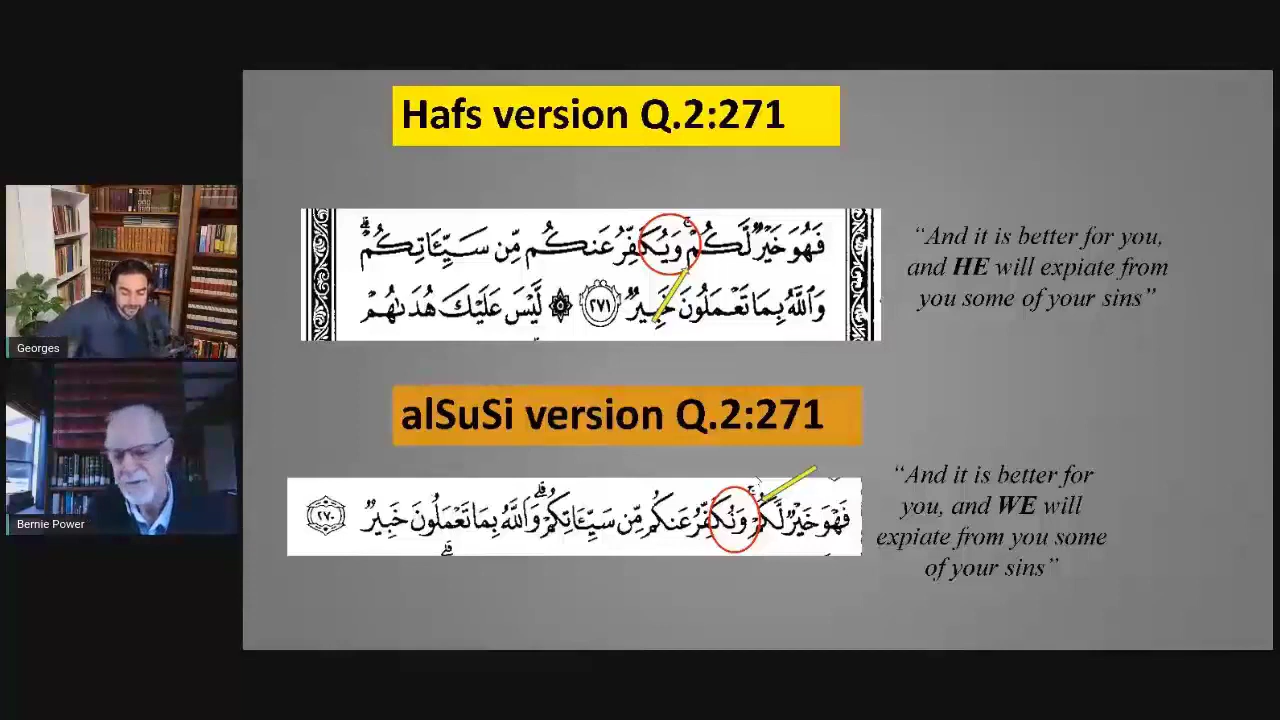 Hafs version Q.2:271
فَهُوَ خَيْرٌ لَّكُمْ ۚ وَيُكَفِّرُ عَنكُم مِّن سَيِّـَٔاتِكُمْ ۗ
وَٱللَّهُ بِمَا تَعْمَلُونَ خَبِيرٌ ﴿٢٧١﴾ ۞ لَّيْسَ عَلَيْكَ هُدَىٰهُمْ
“And it is better for you,
and HE will expiate from
you some of your sins”
alSuSi version Q.2:271
فَهْوَ خَيْرٌ لَّكُمْ ۚ وَنُكَفِّرُ عَنكُم مِّن سَيِّـَٔاتِكُمْ ۗ وَٱللَّهُ بِمَا تَعْمَلُونَ خَبِيرٌ ﴿٢٧٠﴾
“And it is better for
you, and WE will
expiate from you some
of your sins”
Georges
Bernie Power